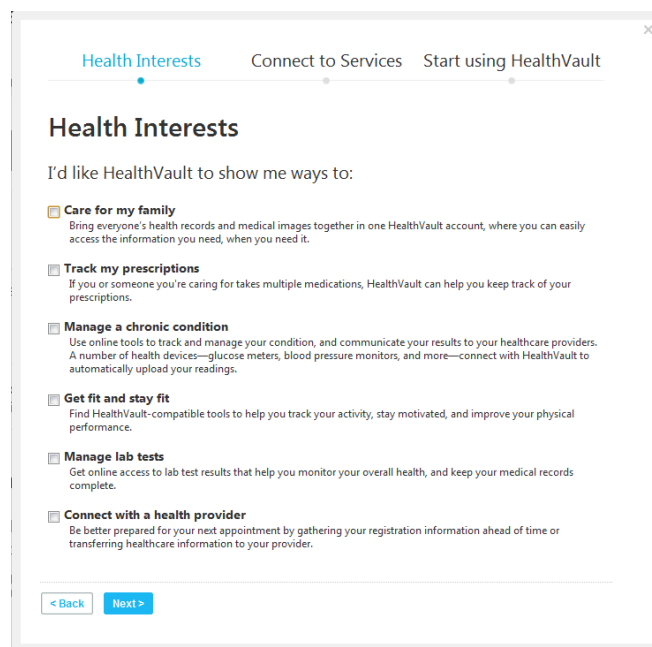 Health Interests
Connect to Services
Start using HealthVault
Health Interests
I'd like HealthVault to show me ways to:
Care for my family
Bring everyone's health records and medical images together in one HealthVault account, where you can easily
access the information you need, when you need it.
Track my prescriptions
If you or someone you're caring for takes multiple medications, HealthVault can help you keep track of your
prescriptions.
Manage a chronic condition
Use online tools to track and manage your condition, and communicate your results to your healthcare providers.
A number of health devices—glucose meters, blood pressure monitors, and more—connect with HealthVault to
automatically upload your readings.
Get fit and stay fit
Find HealthVault-compatible tools to help you track your activity, stay motivated, and improve your physical
performance.
Manage lab tests
Get online access to lab test results that help you monitor your overall health, and keep your medical records
complete.
Connect with a health provider
Be better prepared for your next appointment by gathering your registration information ahead of time or
transferring healthcare information to your provider.
< Back
Next >